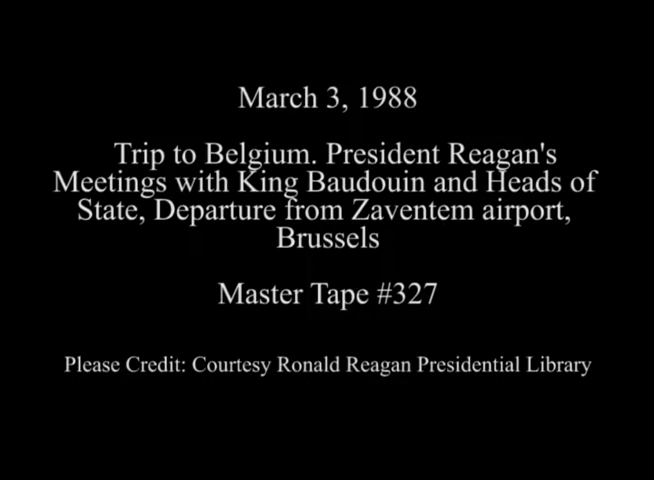 March 3, 1988
Trip to Belgium. President Reagan's
Meetings with King Baudouin and Heads of
State, Departure from Zaventem airport,
Brussels
Master Tape #327
Please Credit: Courtesy Ronald Reagan Presidential Library